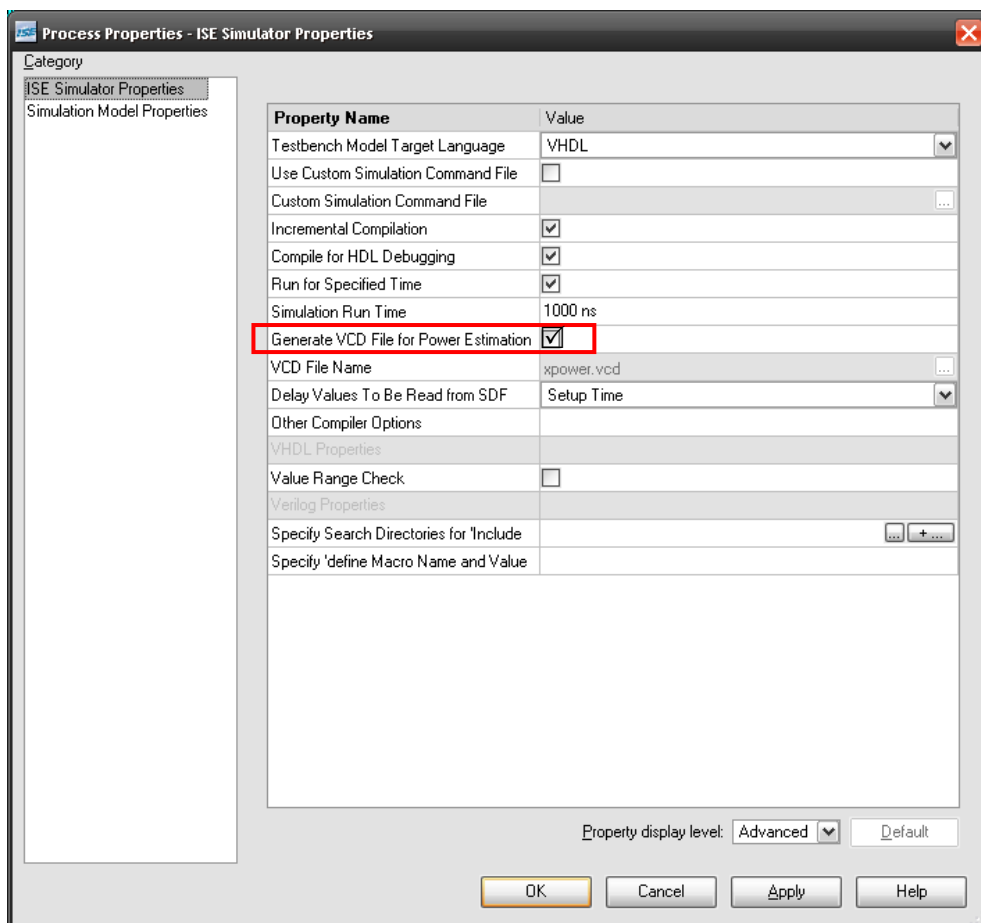 ISE Process Properties - ISE Simulator Properties
Category
ISE Simulator Properties
Simulation Model Properties
Property Name Value
Testbench Model Target Language VHDL
Use Custom Simulation Command File
Custom Simulation Command File ...
Incremental Compilation
Compile for HDL Debugging
Run for Specified Time
Simulation Run Time 1000 ns
Generate VCD File for Power Estimation
VCD File Name xpower.vcd ...
Delay Values To Be Read from SDF Setup Time
Other Compiler Options
VHDL Properties
Value Range Check
Verilog Properties
Specify Search Directories for 'Include ... + ...
Specify 'define Macro Name and Value
Property display level: Advanced Default
OK Cancel Apply Help